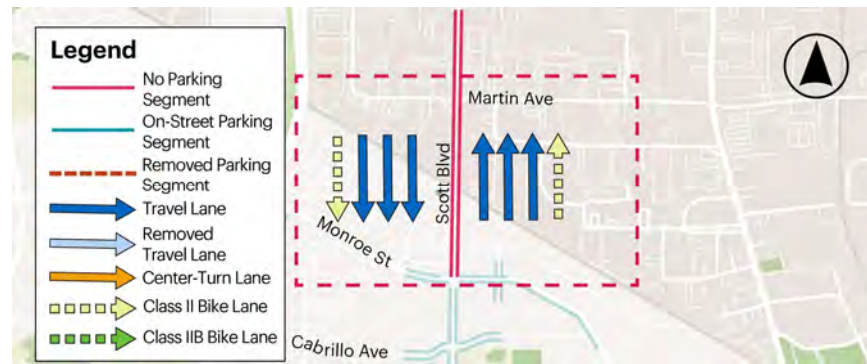 Legend
No Parking
Segment
On-Street Parking
Segment
Removed Parking
Segment
Travel Lane
Removed
Travel Lane
Center-Turn Lane
Class II Bike Lane
Class IIB Bike Lane
Martin Ave
Scott Blvd
Monroe St
Cabrillo Ave